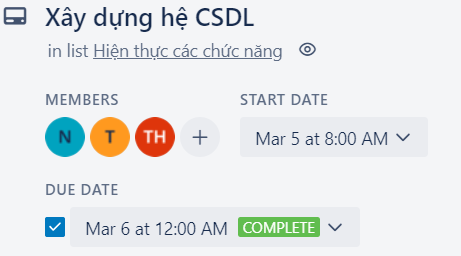 Xây dựng hệ CSDL
in list Hiện thực các chức năng
MEMBERS
N T TH +
START DATE
Mar 5 at 8:00 AM
DUE DATE
Mar 6 at 12:00 AM COMPLETE